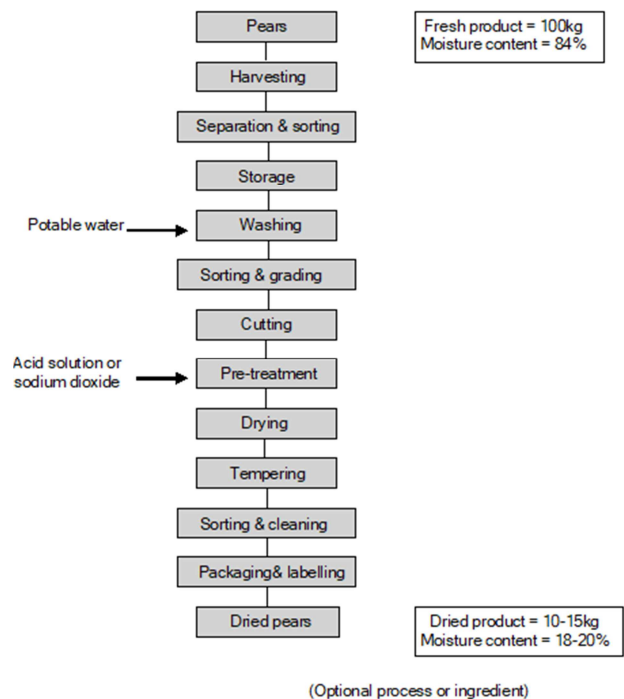 Pears
Fresh product = 100kg
Moisture content = 84%
Harvesting
Separation & sorting
Storage
Potable water
Washing
Sorting & grading
Cutting
Acid solution or
sodium dioxide
Pre-treatment
Drying
Tempering
Sorting & cleaning
Packaging& labelling
Dried pears
Dried product = 10-15kg
Moisture content = 18-20%
(Optional process or ingredient)